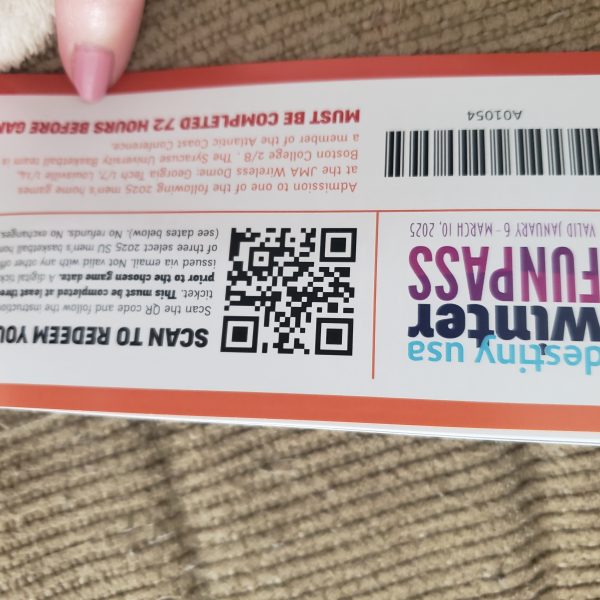 destiny usa
winter
FUNPASS
VALID JANUARY 6 - MARCH 10, 2025
A01054
SCAN TO REDEEM YOU
Scan the QR code and follow the instruction
ticket. This must be completed at least three
prior to the chosen game date. A digital ticket
issued via email. Not valid with any other off
of three select 2025 SU men's basketball hom
(see dates below). No refunds. No exchanges.
Admission to one of the following 2025 men's home games
at the JMA Wireless Dome: Georgia Tech 1/7, Louisville 1/14,
Boston College 2/8. The Syracuse University Basketball team is
a member of the Atlantic Coast Conference.
MUST BE COMPLETED 72 HOURS BEFORE GAM